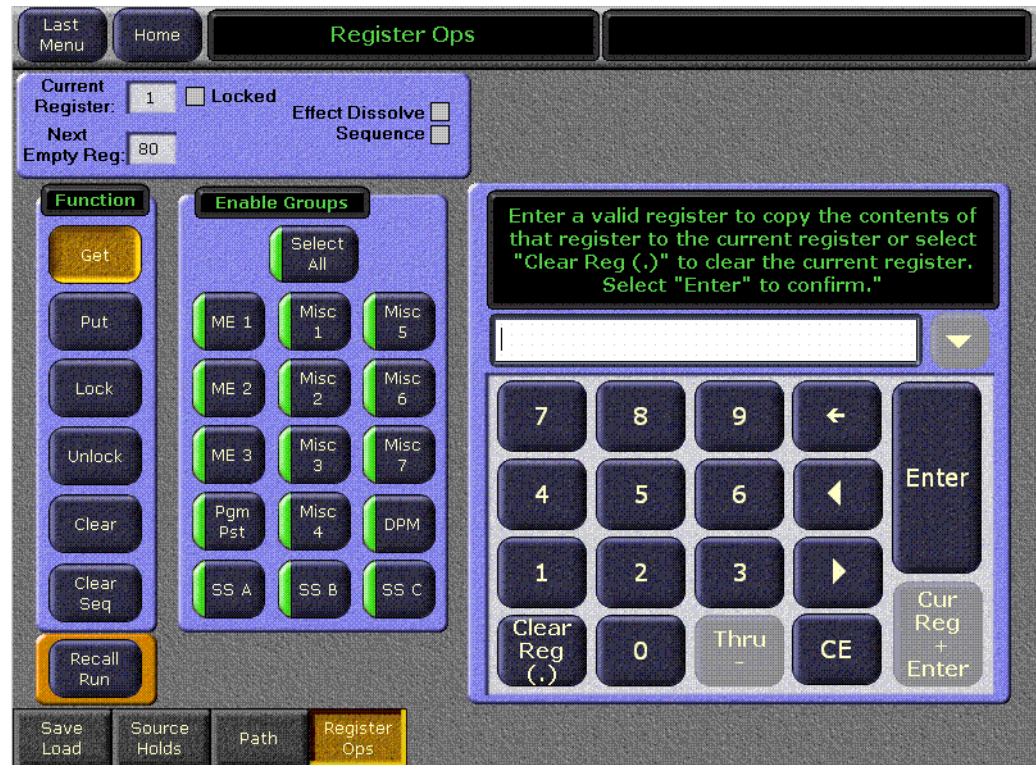 Last
Menu
Home
Register Ops
Current
Register:
1
Locked
Effect Dissolve
Next
Empty Reg:
80
Sequence
Function
Get
Put
Lock
Unlock
Clear
Clear
Seq
Recall
Run
Enable Groups
Select
All
ME 1
Misc
1
Misc
5
ME 2
Misc
2
Misc
6
ME 3
Misc
3
Misc
7
Pgm
Pst
Misc
4
DPM
SS A
SS B
SS C
Enter a valid register to copy the contents of
that register to the current register or select
"Clear Reg (.)" to clear the current register.
Select "Enter" to confirm."
7
8
9
4
5
6
Enter
1
2
3
Clear
Reg
(.)
0
Thru
-
CE
Cur
Reg
+
Enter
Save
Load
Source
Holds
Path
Register
Ops